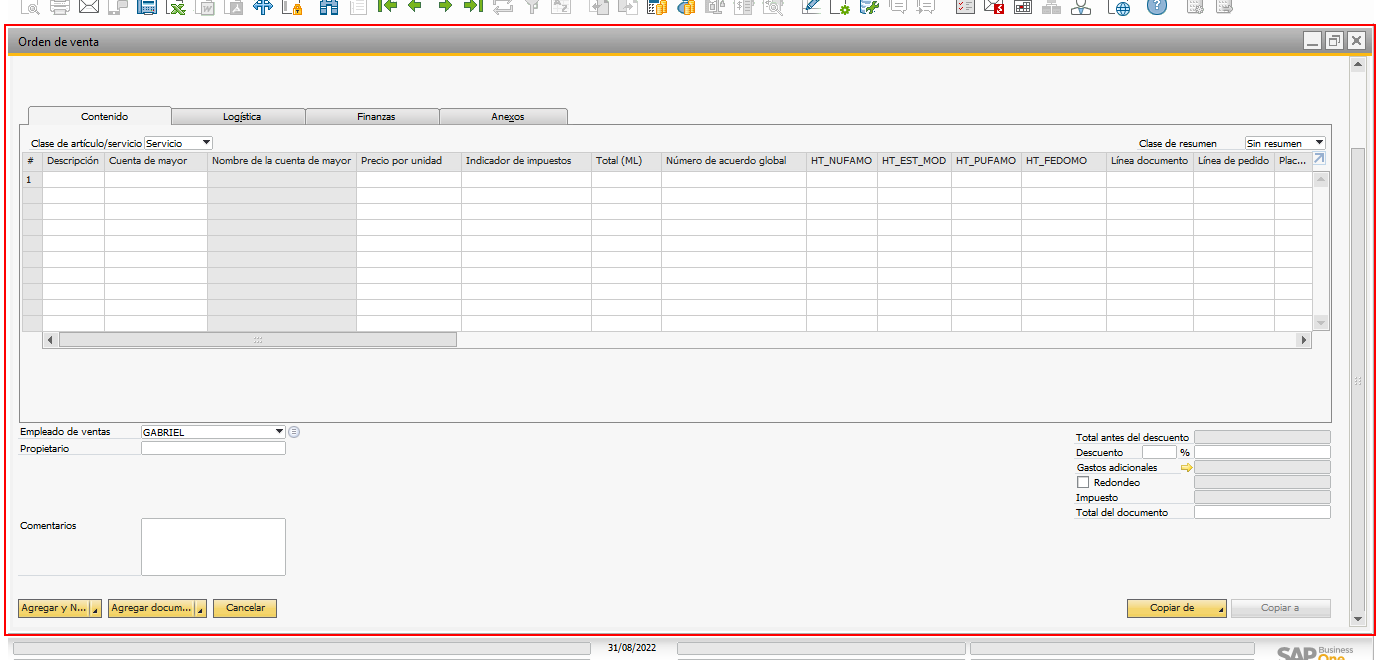 Orden de venta
Contenido Logística Finanzas Anexos
Clase de artículo/servicio Servicio Clase de resumen Sin resumen
# Descripción Cuenta de mayor Nombre de la cuenta de mayor Precio por unidad Indicador de impuestos Total (ML) Número de acuerdo global HT_NUFAMO HT_EST_MOD HT_PUFAMO HT_FEDOMO Línea documento Línea de pedido Plac...
1
Empleado de ventas GABRIEL
Propietario
Total antes del descuento
Descuento %
Gastos adicionales
Redondeo
Impuesto
Total del documento
Comentarios
Agregar y N... Agregar docum... Cancelar Copiar de Copiar a
31/08/2022
SAP Business One